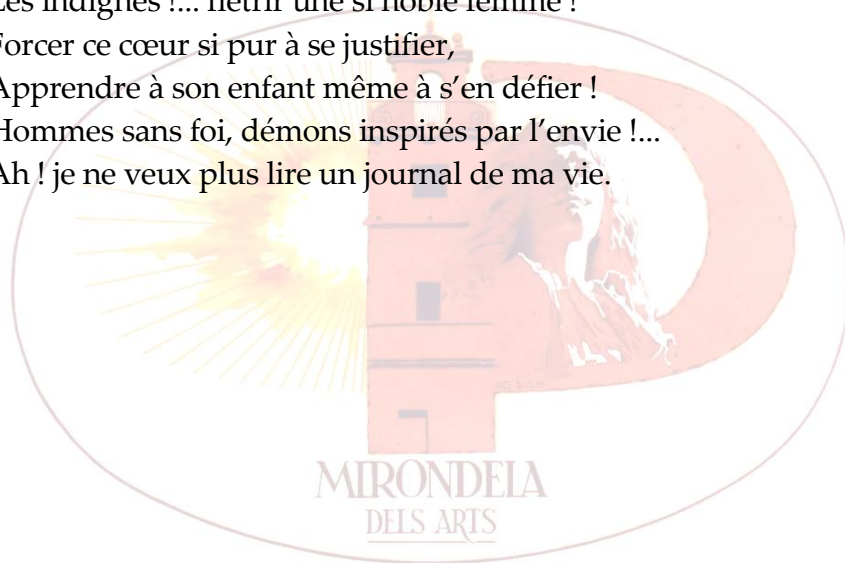 Les indignes !... flétrir une si noble femme !
Forcer ce cœur si pur à se justifier,
Apprendre à son enfant même à s’en défier !
Hommes sans foi, démons inspirés par l’envie !...
Ah ! je ne veux plus lire un journal de ma vie.
MIRONDELA
DELS ARTS